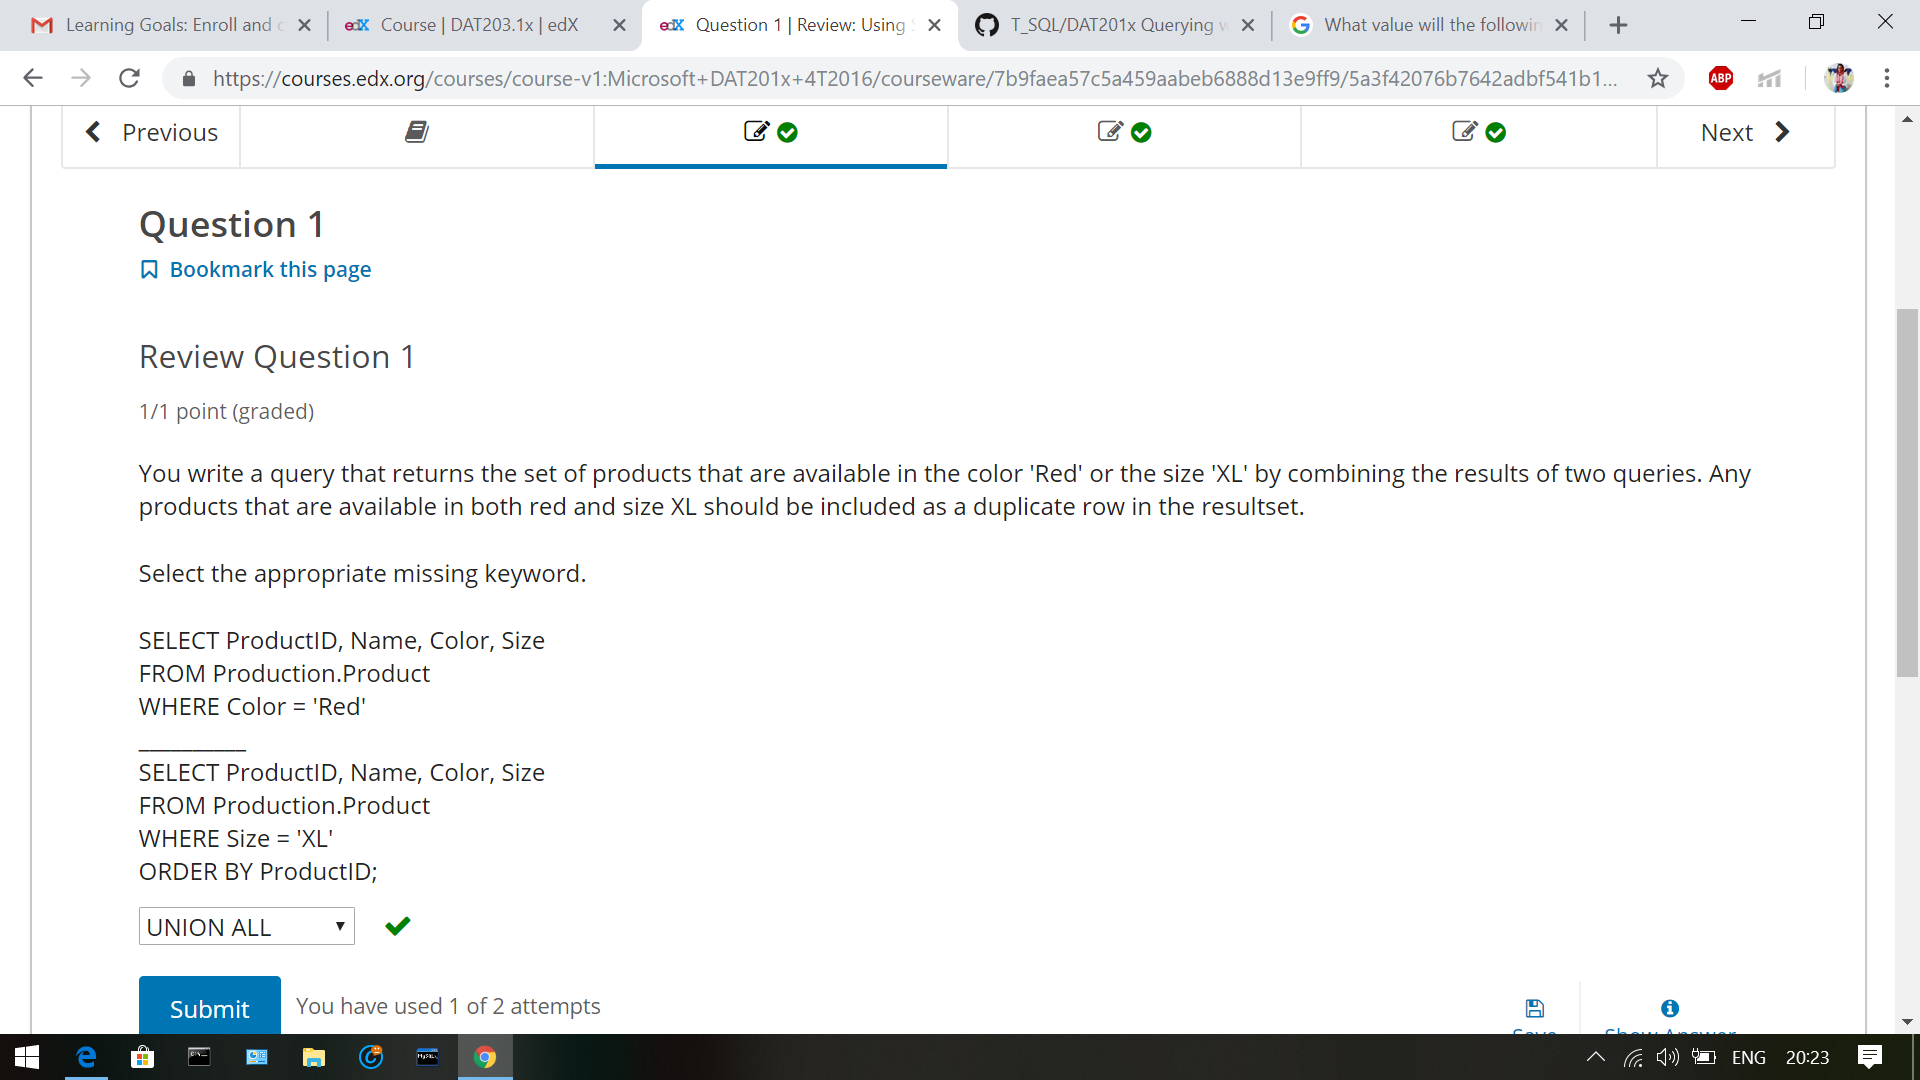 Learning Goals: Enroll and c
edX Course | DAT203.1x | edX
edX Question 1 | Review: Using S
T_SQL/DAT201x Querying w
What value will the followin
https://courses.edx.org/courses/course-v1:Microsoft+DAT201x+4T2016/courseware/7b9faea57c5a459aabeb6888d13e9ff9/5a3f42076b7642adbf541b1...
ABP
Previous
Next
Question 1
Bookmark this page
Review Question 1
1/1 point (graded)
You write a query that returns the set of products that are available in the color 'Red' or the size 'XL' by combining the results of two queries. Any
products that are available in both red and size XL should be included as a duplicate row in the resultset.
Select the appropriate missing keyword.
SELECT ProductID, Name, Color, Size
FROM Production.Product
WHERE Color = 'Red'
__________
SELECT ProductID, Name, Color, Size
FROM Production.Product
WHERE Size = 'XL'
ORDER BY ProductID;
UNION ALL
Submit
You have used 1 of 2 attempts
Save
Show Answer
ENG
20:23